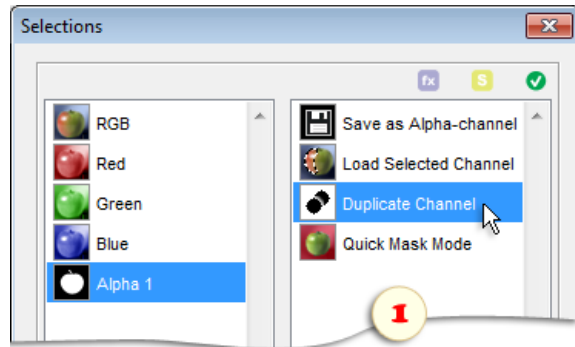 Selections
fx S
RGB
Red
Green
Blue
Alpha 1
Save as Alpha-channel
Load Selected Channel
Duplicate Channel
Quick Mask Mode
1